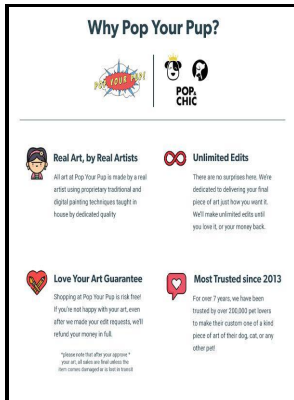 Why Pop Your Pup?
POP YOUR PUP!
POP&
CHIC
Real Art, by Real Artists
All art at Pop Your Pup is made by a real
artist using proprietary traditional and
digital painting techniques taught in
house by dedicated quality
Unlimited Edits
There are no surprises here. We're
dedicated to delivering your final
piece of art just how you want it.
We'll make unlimited edits until
you love it, or your money back.
Love Your Art Guarantee
Shopping at Pop Your Pup is risk free!
If you're not happy with your art, even
after we made your edit requests, we'll
refund your money in full.
*please note that after your approve *
your art, all sales are final unless the
item comes damaged or is lost in transit
Most Trusted since 2013
For over 7 years, we have been
trusted by over 200,000 pet lovers
to make their custom one of a kind
piece of art of their dog, cat, or any
other pet!